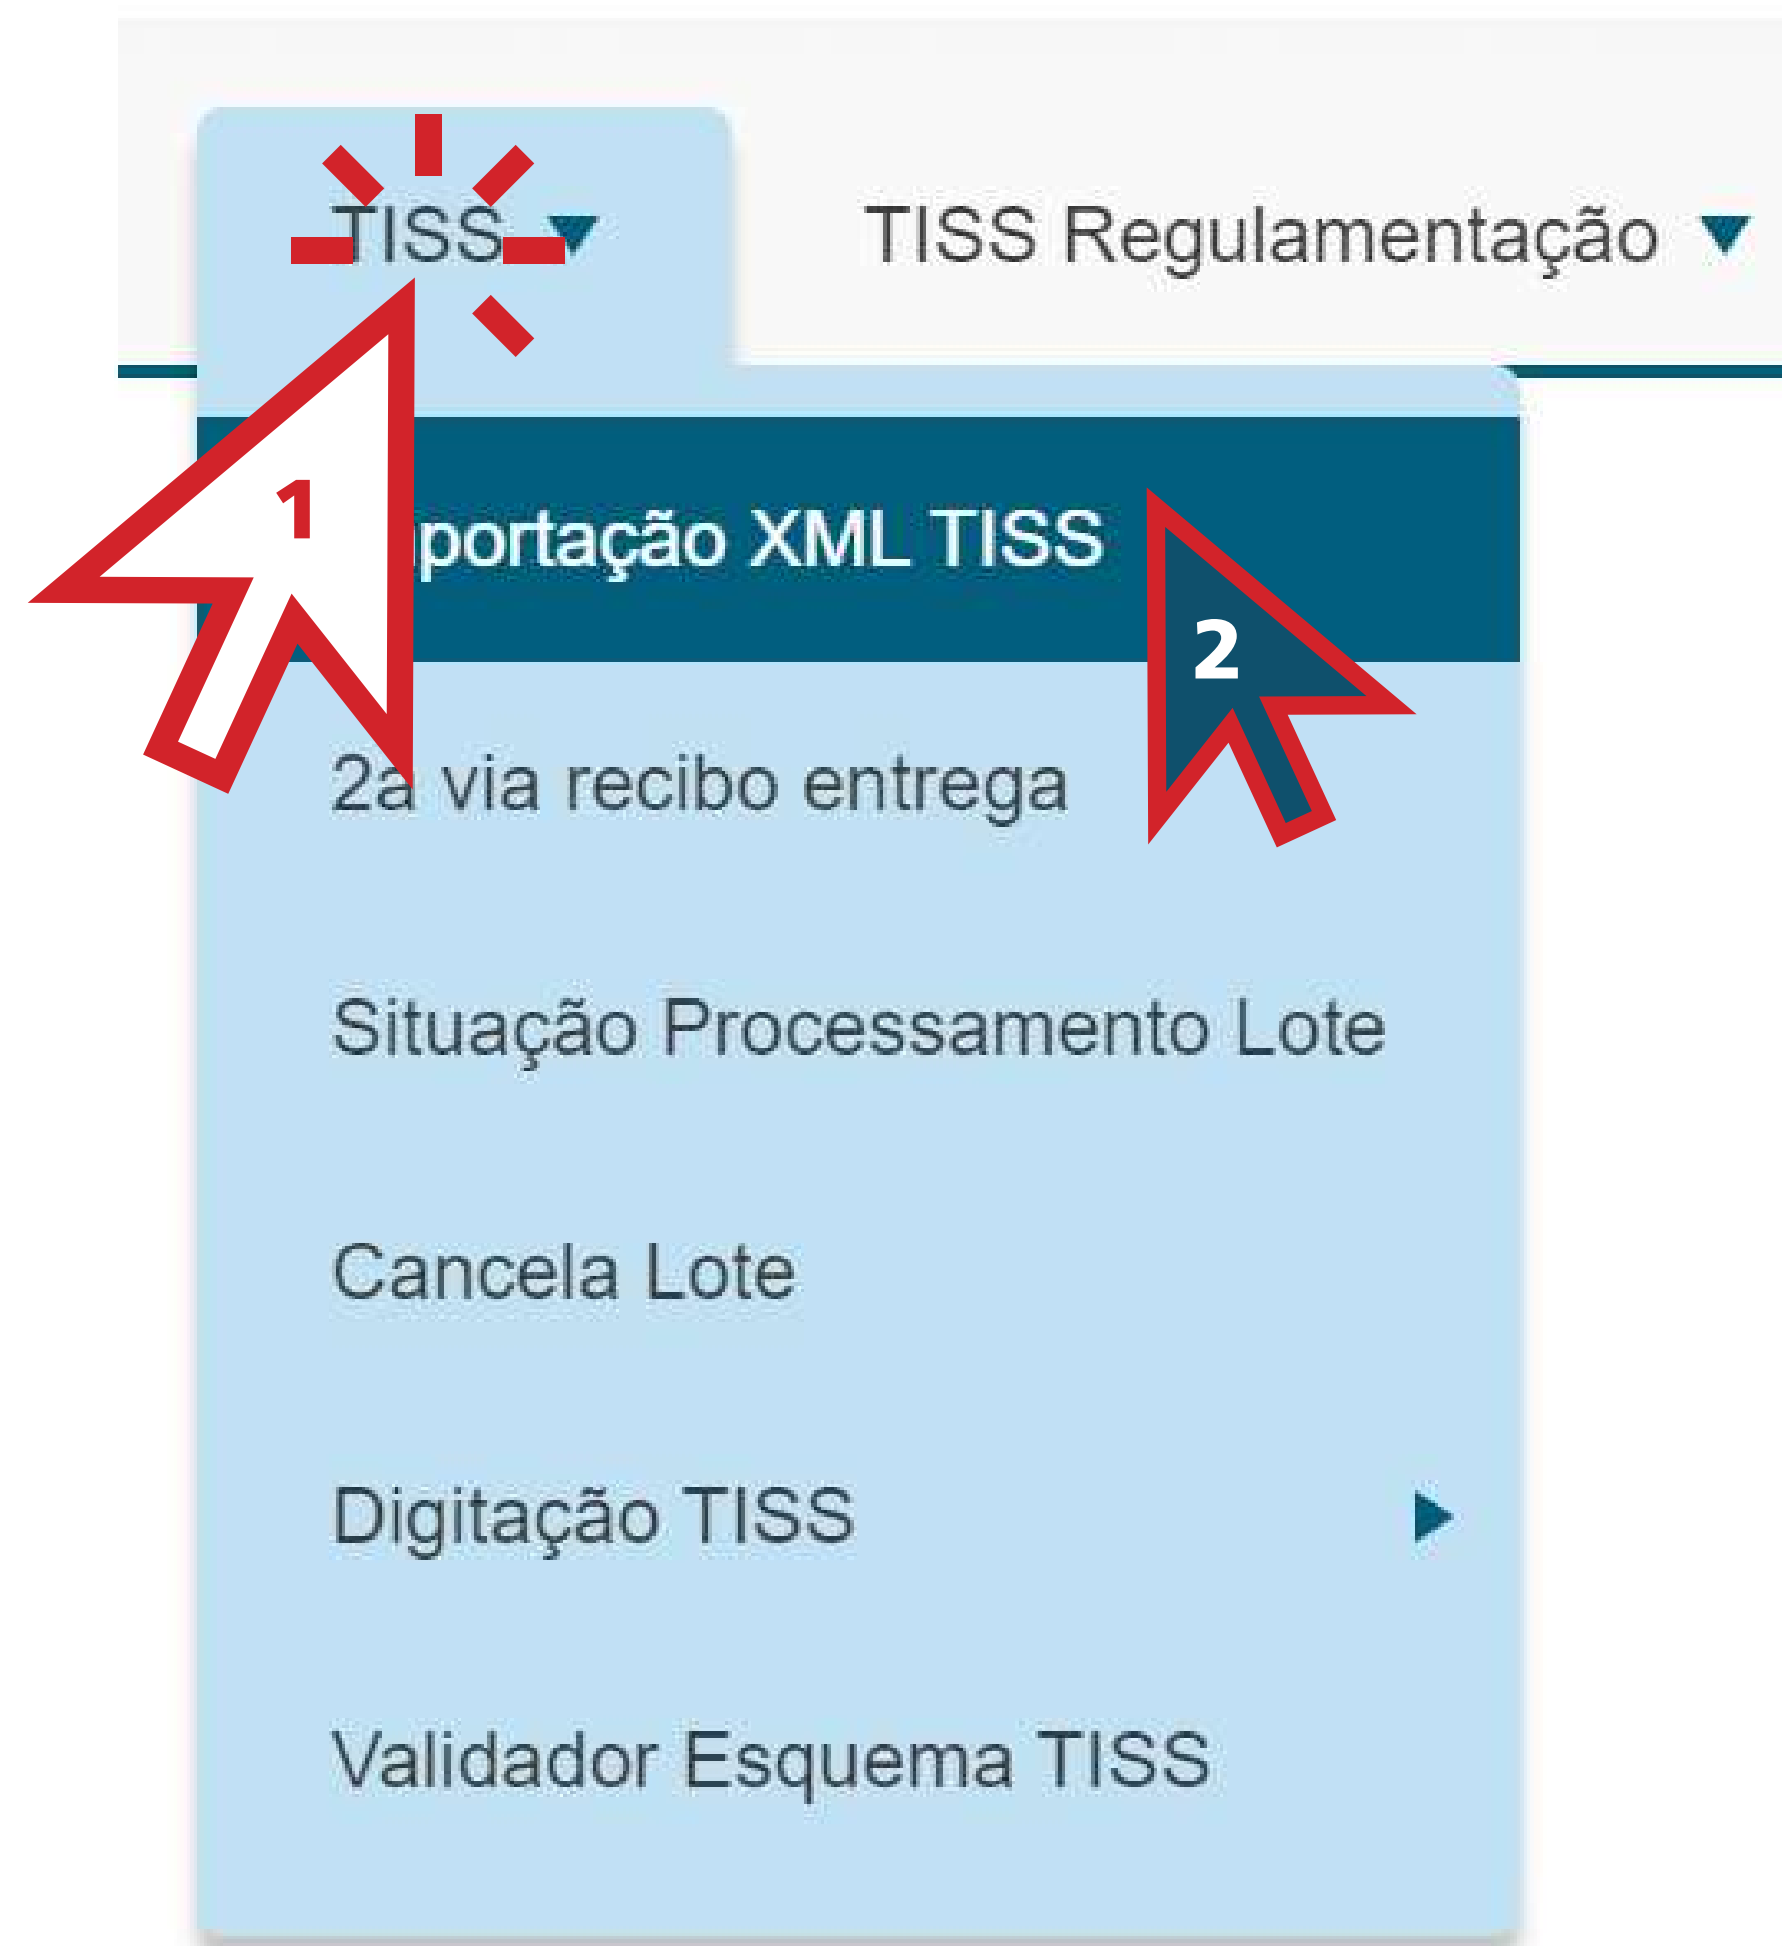 TISS
TISS Regulamentação
1
portação XML TISS
2
2a via recibo entrega
Situação Processamento Lote
Cancela Lote
Digitação TISS
Validador Esquema TISS